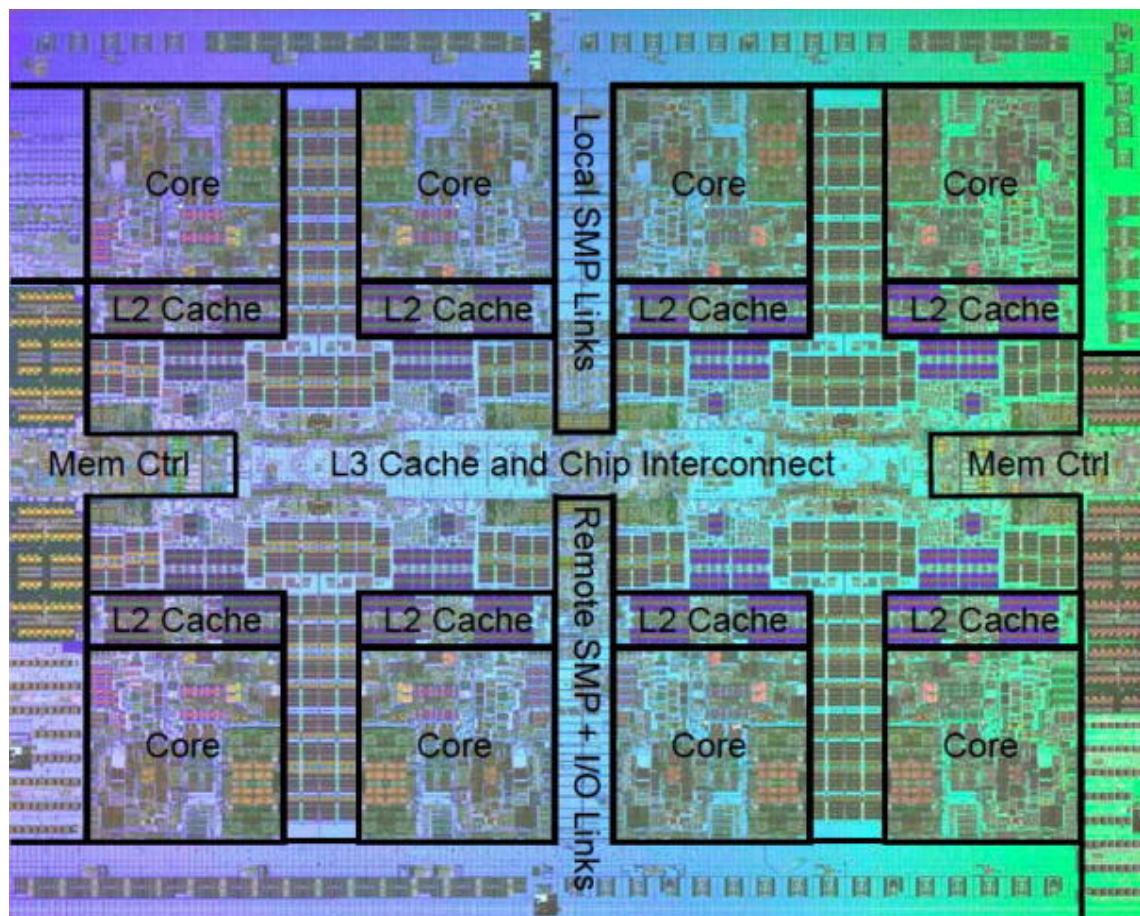 Core
Core
Core
Core
Local SMP Links
L2 Cache
L2 Cache
L2 Cache
L2 Cache
Mem Ctrl
L3 Cache and Chip Interconnect
Mem Ctrl
Remote SMP + I/O Links
L2 Cache
L2 Cache
L2 Cache
L2 Cache
Core
Core
Core
Core